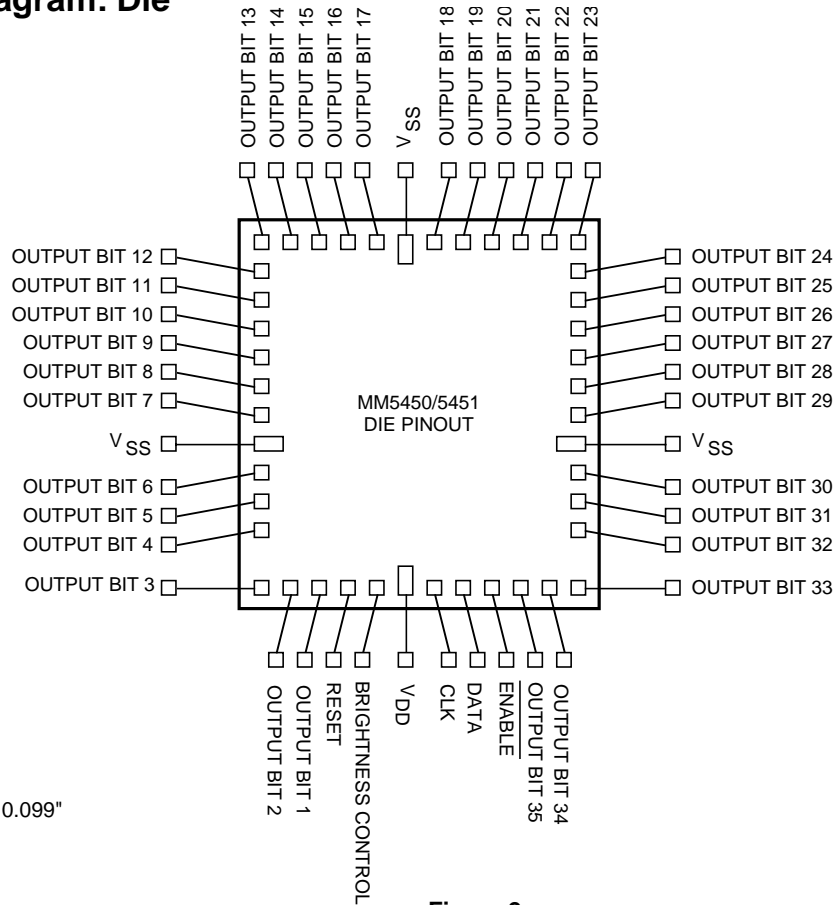 agram: Die
OUTPUT BIT 13
OUTPUT BIT 14
OUTPUT BIT 15
OUTPUT BIT 16
OUTPUT BIT 17
VSS
OUTPUT BIT 18
OUTPUT BIT 19
OUTPUT BIT 20
OUTPUT BIT 21
OUTPUT BIT 22
OUTPUT BIT 23
OUTPUT BIT 12
OUTPUT BIT 11
OUTPUT BIT 10
OUTPUT BIT 9
OUTPUT BIT 8
OUTPUT BIT 7
VSS
OUTPUT BIT 6
OUTPUT BIT 5
OUTPUT BIT 4
OUTPUT BIT 3
MM5450/5451
DIE PINOUT
OUTPUT BIT 24
OUTPUT BIT 25
OUTPUT BIT 26
OUTPUT BIT 27
OUTPUT BIT 28
OUTPUT BIT 29
VSS
OUTPUT BIT 30
OUTPUT BIT 31
OUTPUT BIT 32
OUTPUT BIT 33
OUTPUT BIT 2
OUTPUT BIT 1
RESET
BRIGHTNESS CONTROL
VDD
CLK
DATA
ENABLE
OUTPUT BIT 35
OUTPUT BIT 34
0.099"